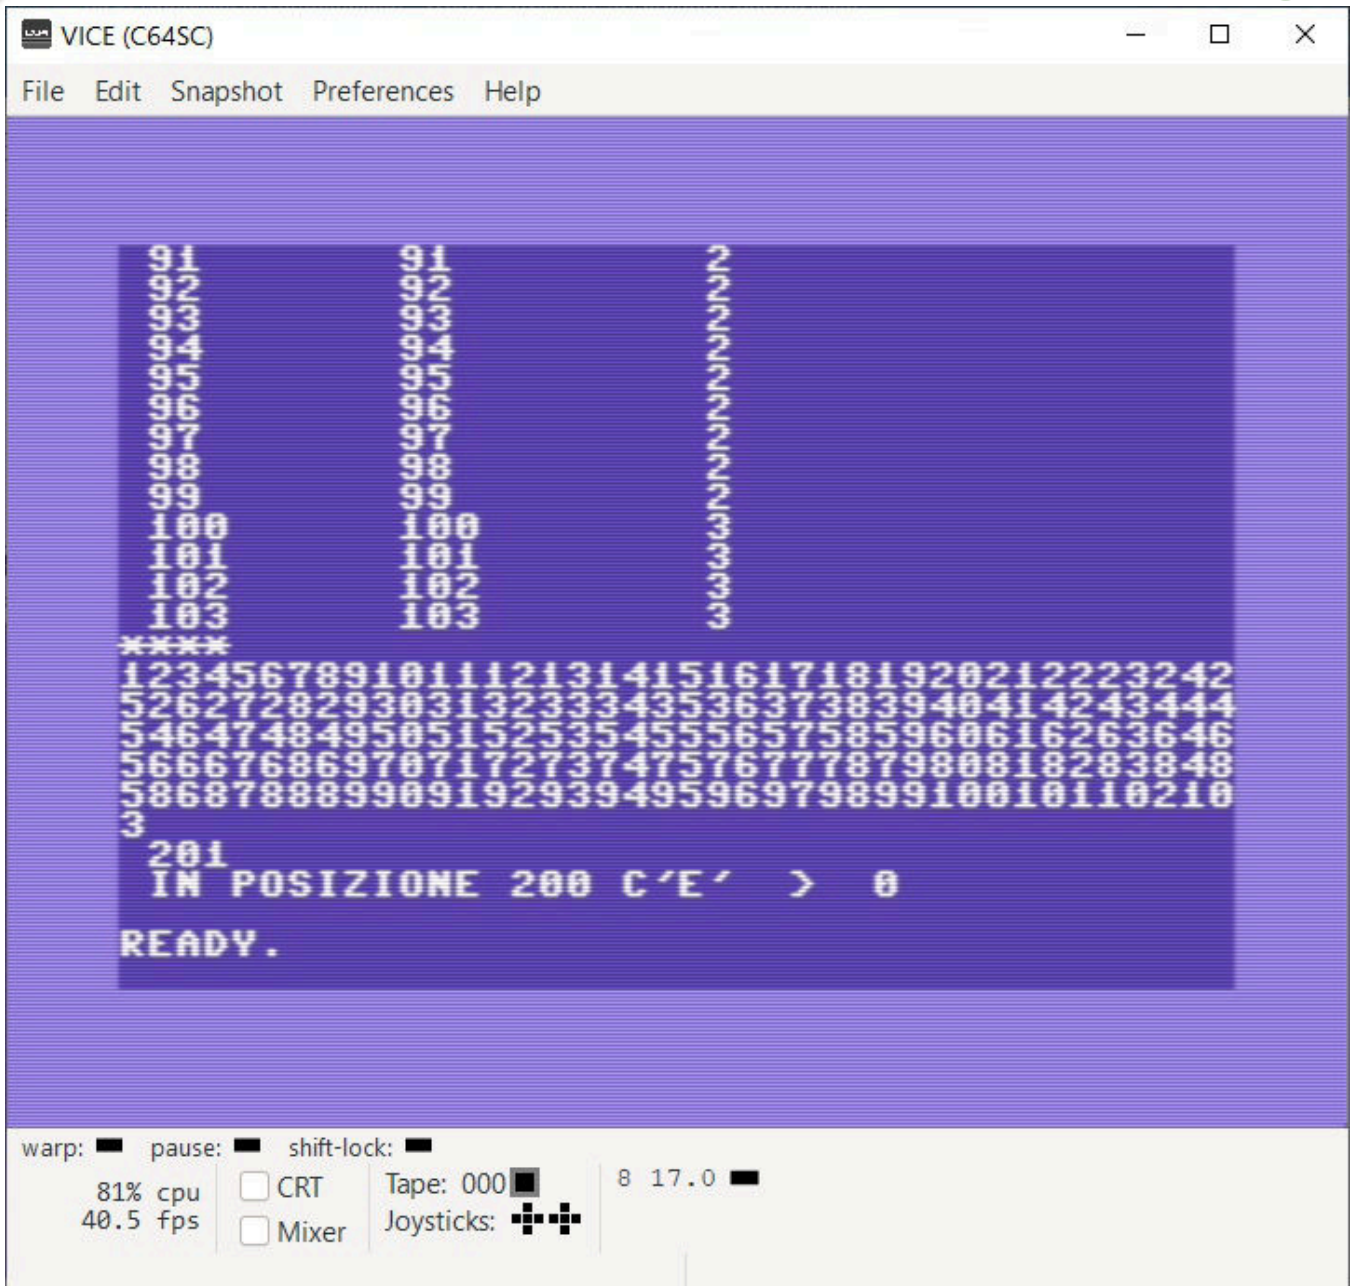 VICE (C64SC)
File Edit Snapshot Preferences Help
91 91 2
92 92 2
93 93 2
94 94 2
95 95 2
96 96 2
97 97 2
98 98 2
99 99 2
100 100 3
101 101 3
102 102 3
103 103 3
****
1234567891011121314151617181920212223242
5262728293031323334353637383940414243444
5464748495051525354555657585960616263646
5666768697071727374757677787980818283848
5868788899091929394959697989910010110210
3
201
IN POSIZIONE 200 C'E' > 0
READY.
warp: pause: shift-lock:
81% cpu
40.5 fps
CRT
Mixer
Tape: 000
Joysticks:
8 17.0